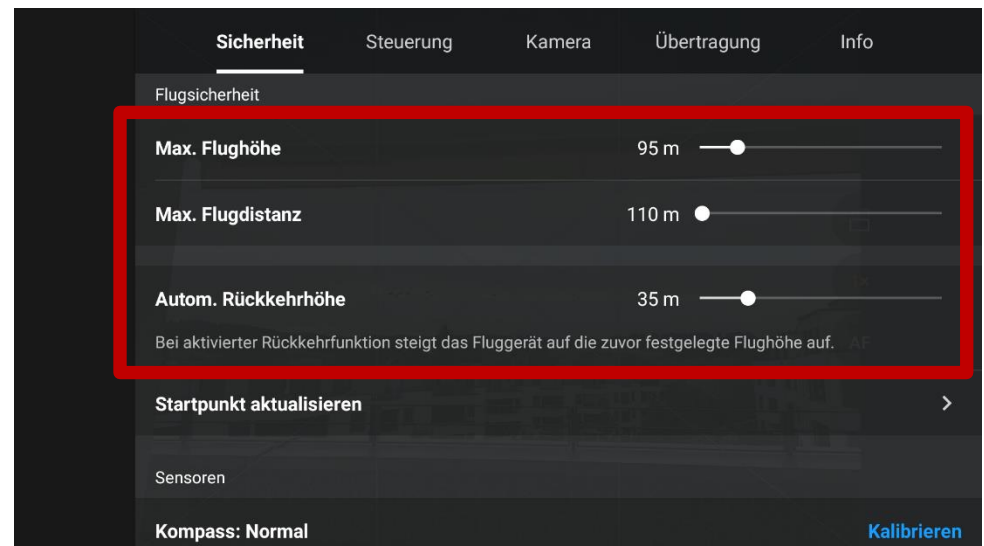 Sicherheit Steuerung Kamera Übertragung Info
Flugsicherheit
Max. Flughöhe 95 m
Max. Flugdistanz 110 m
Autom. Rückkehrhöhe 35 m
Bei aktivierter Rückkehrfunktion steigt das Fluggerät auf die zuvor festgelegte Flughöhe auf. AF
Startpunkt aktualisieren
Sensoren
Kompass: Normal Kalibrieren